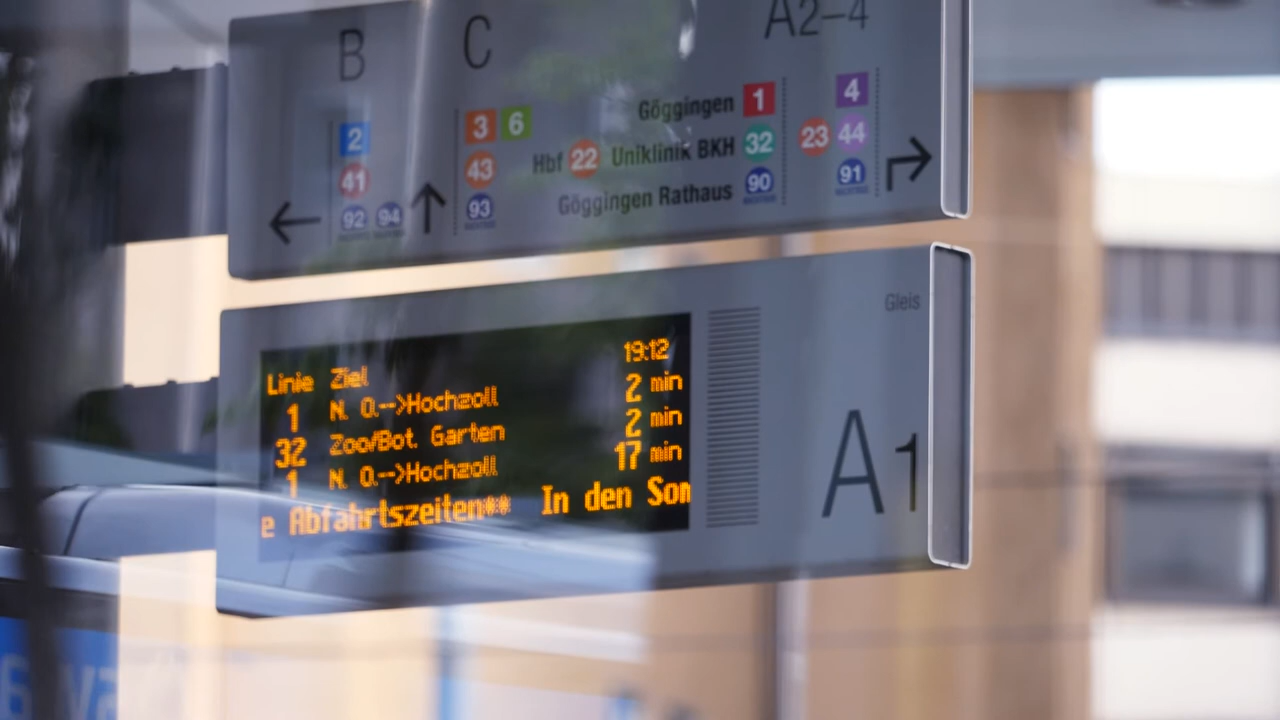 B
2
41
92 94
C
3 6
43
93
A2-4
Göggingen 1
Hbf 22 Uniklinik BKH 32
Göggingen Rathaus 90
4
23 44
91
Gleis
A1
19:12
Linie Ziel
1 N. Ö.-->Hochzoll 2 min
32 Zoo/Bot. Garten 2 min
1 N. Ö.-->Hochzoll 17 min
e Abfahrtszeiten** In den Som